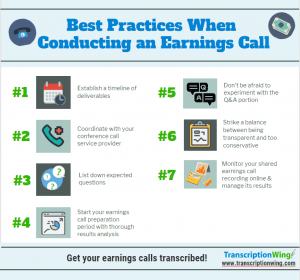 Best Practices When
Conducting an Earnings Call
#1
Establish a timeline of
deliverables
#2
Coordinate with your
conference call
service provider
#3
List down expected
questions
#4
Start your earnings
call preparation
period with thorough
results analysis
#5
Don't be afraid to
experiment with the
Q&A portion
Q
A
#6
Strike a balance
between being
transparent and too
conservative
#7
Monitor your shared
earnings call
recording online &
manage its results
Get your earnings calls transcribed!
TranscriptionWing
www.transcriptionwing.com